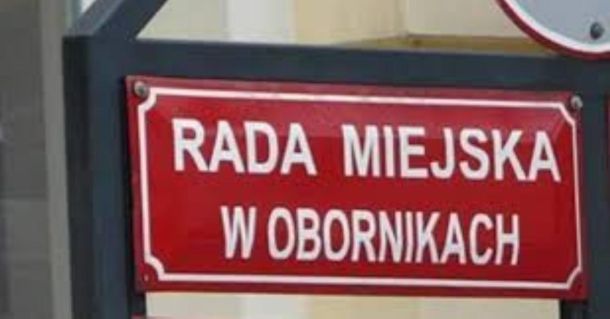 RADA MIEJSKA
W OBORNIKACH